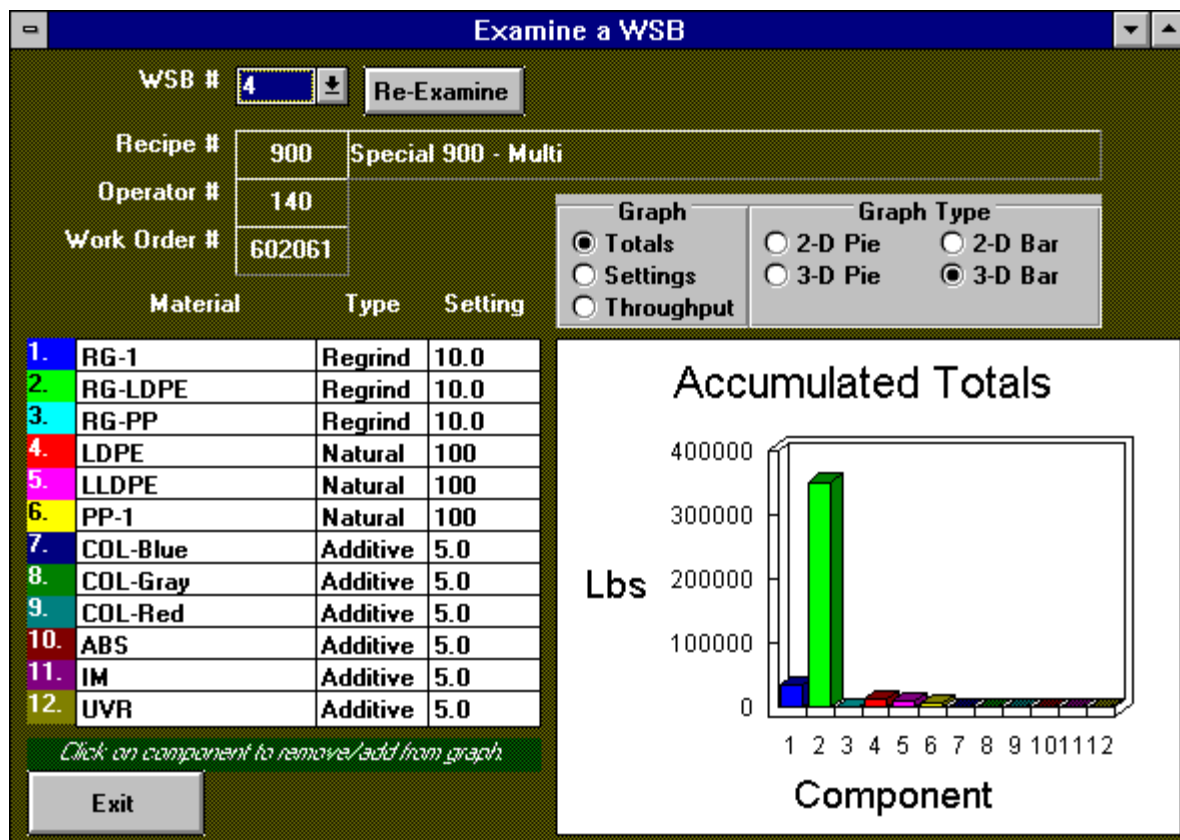 Examine a WSB
WSB # 4 Re-Examine
Recipe # 900 Special 900 - Multi
Operator # 140
Work Order # 602061
Graph
Totals
Settings
Throughput
Graph Type
2-D Pie 2-D Bar
3-D Pie 3-D Bar
Material Type Setting
1. RG-1 Regrind 10.0
2. RG-LDPE Regrind 10.0
3. RG-PP Regrind 10.0
4. LDPE Natural 100
5. LLDPE Natural 100
6. PP-1 Natural 100
7. COL-Blue Additive 5.0
8. COL-Gray Additive 5.0
9. COL-Red Additive 5.0
10. ABS Additive 5.0
11. IM Additive 5.0
12. UVR Additive 5.0
Click on component to remove/add from graph.
Exit
Accumulated Totals
400000
300000
Lbs 200000
100000
0
1 2 3 4 5 6 7 8 9 101112
Component